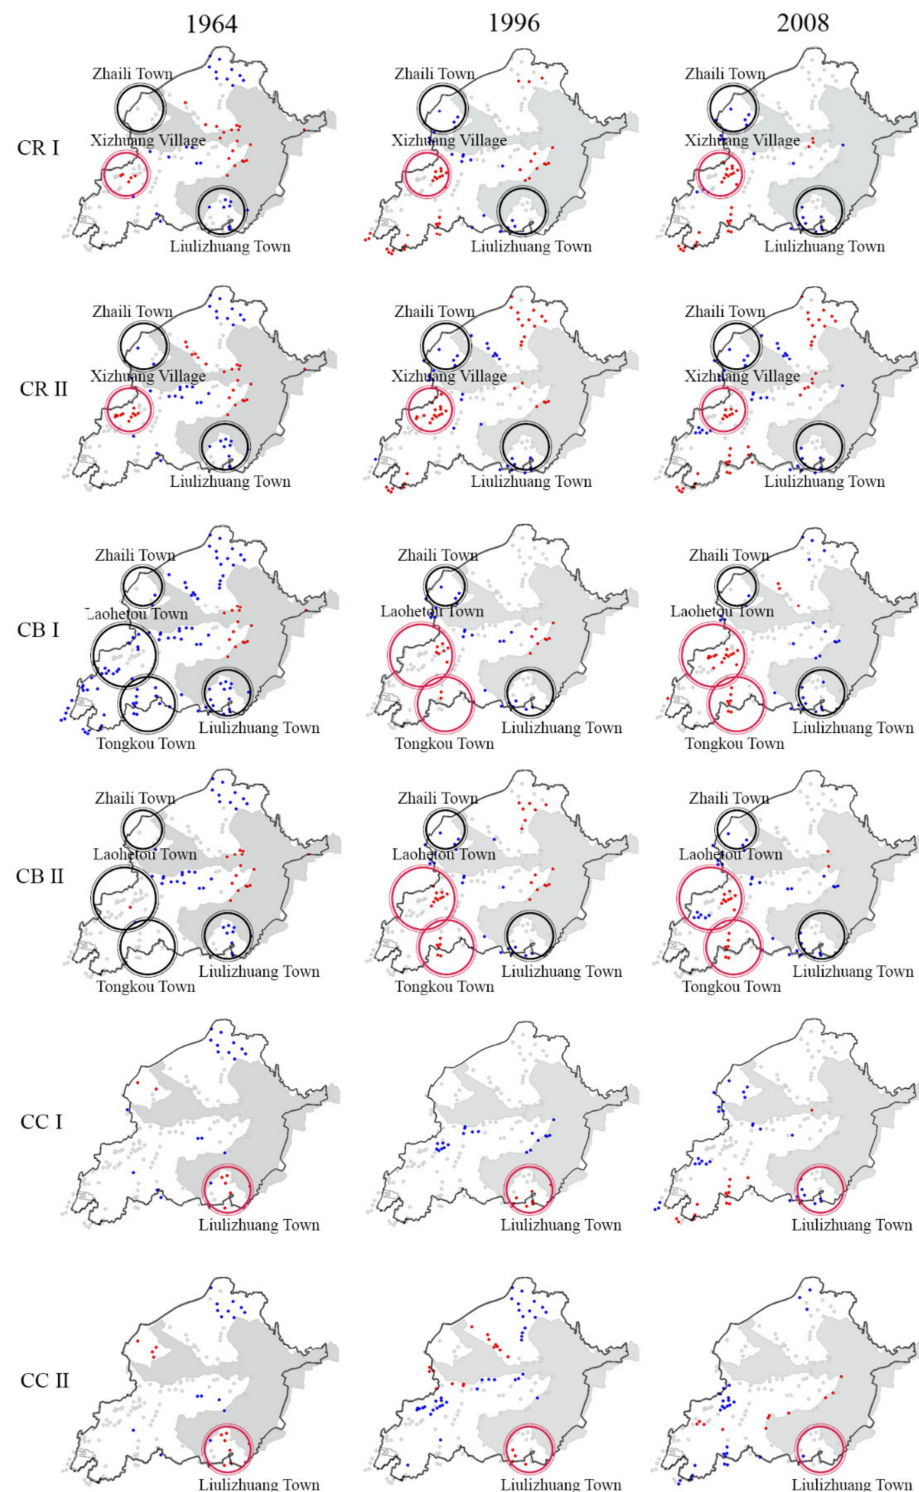 1964 1996 2008
Zhaili Town Zhaili Town Zhaili Town
CR I
Xizhuang Village Xizhuang Village Xizhuang Village
Liulizhuang Town Liulizhuang Town Liulizhuang Town
Zhaili Town Zhaili Town Zhaili Town
Xizhuang Village Xizhuang Village Xizhuang Village
CR II
Liulizhuang Town Liulizhuang Town Liulizhuang Town
Zhaili Town Zhaili Town Zhaili Town
Laohetou Town Laohetou Town Laohetou Town
CB I
Liulizhuang Town Liulizhuang Town Liulizhuang Town
Tongkou Town Tongkou Town Tongkou Town
Zhaili Town Zhaili Town Zhaili Town
Laohetou Town Laohetou Town Laohetou Town
CB II
Liulizhuang Town Liulizhuang Town Liulizhuang Town
Tongkou Town Tongkou Town Tongkou Town
CC I
Liulizhuang Town Liulizhuang Town Liulizhuang Town
CC II
Liulizhuang Town Liulizhuang Town Liulizhuang Town